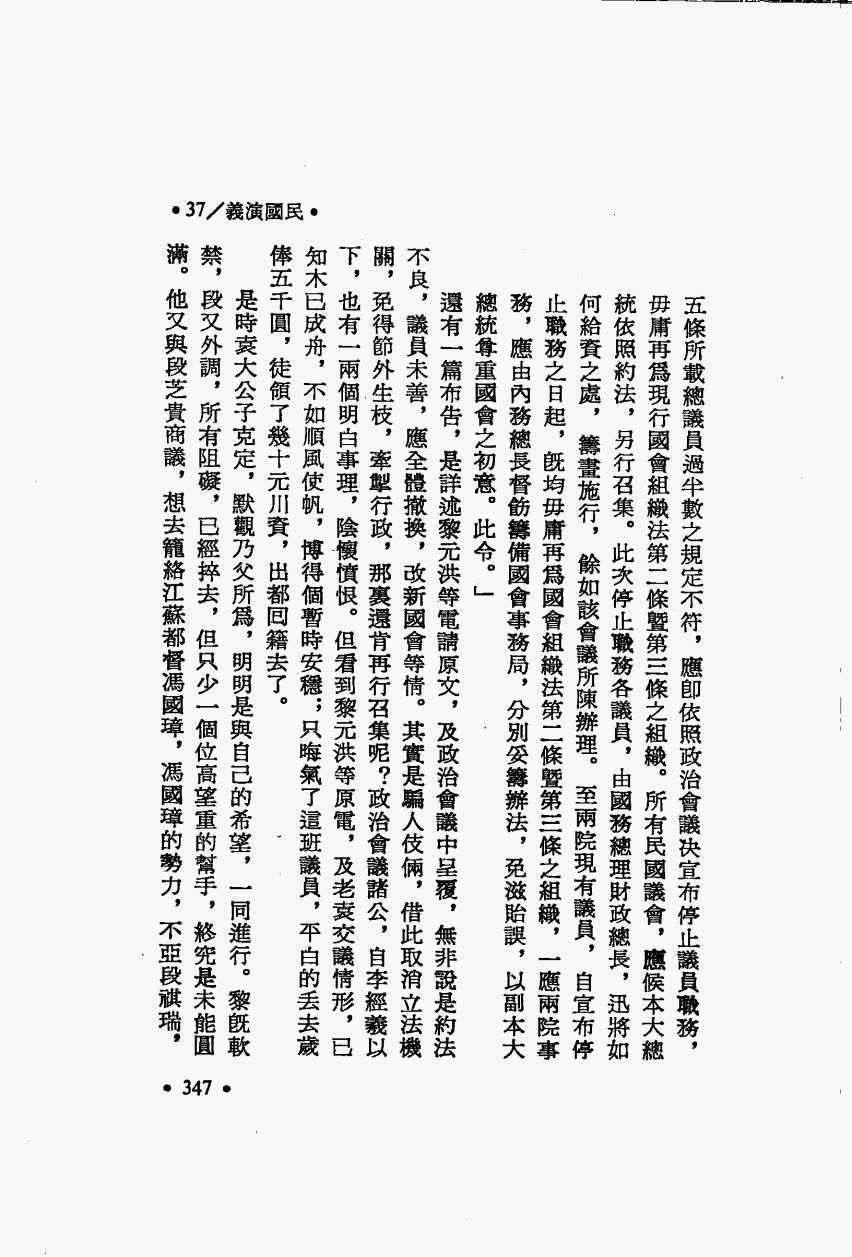 •37／義演國民•
五條所載總議員過半數之規定不符，應卽依照政治會議決宣布停止議員職務，
毋庸再爲現行國會組織法第二條曁第三條之組織。所有民國議會，應候本大總
統依照約法，另行召集。此次停止職務各議員，由國務總理財政總長，迅將如
何給資之處，籌畫施行，餘如該會議所陳辦理。至兩院現有議員，自宣布停
止職務之日起，旣均毋庸再爲國會組織法第二條曁第三條之組織，一應兩院事
務，應由內務總長督飭籌備國會事務局，分別妥籌辦法，免滋貽誤，以副本大
總統尊重國會之初意。此令。」
還有一篇布告，是詳述黎元洪等電請原文，及政治會議中呈覆，無非說是約法
不良，議員未善，應全體撤換，改新國會等情。其實是騙人伎倆，借此取消立法機
關，免得節外生枝，牽掣行政，那裏還肯再行召集呢？政治會議諸公，自李經羲以
下，也有一兩個明白事理，陰懷憤恨。但看到黎元洪等原電，及老袁交議情形，已
知木已成舟，不如順風使帆，博得個暫時安穩；只晦氣了這班議員，平白的丟去歲
俸五千圓，徒領了幾十元川資，出都回籍去了。
是時袁大公子克定，默觀乃父所爲，明明是與自己的希望，一同進行。黎旣軟
禁，段又外調，所有阻礙，已經捽去，但只少一個位高望重的幫手，終究是未能圓
滿。他又與段芝貴商議，想去籠絡江蘇都督馮國璋，馮國璋的勢力，不亞段祺瑞，
•347•